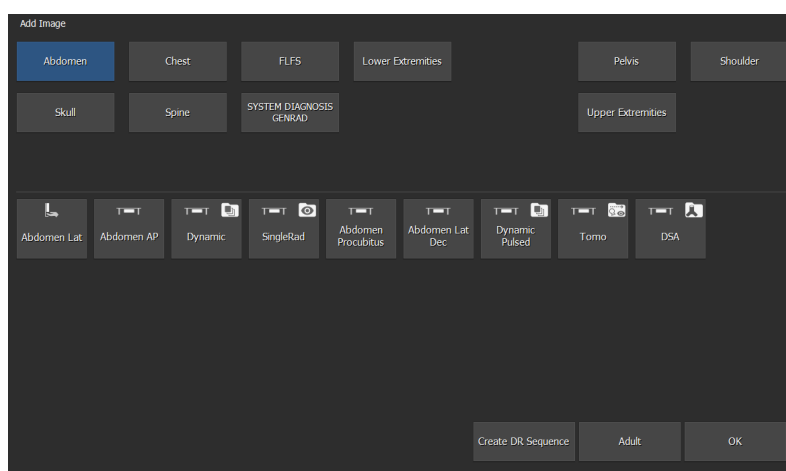 Add Image
Abdomen
Chest
FLFS
Lower Extremities
Pelvis
Shoulder
Skull
Spine
SYSTEM DIAGNOSIS
GENRAD
Upper Extremities
Abdomen Lat
Abdomen AP
Dynamic
SingleRad
Abdomen
Procubitus
Abdomen Lat
Dec
Dynamic
Pulsed
Tomo
DSA
Create DR Sequence
Adult
OK